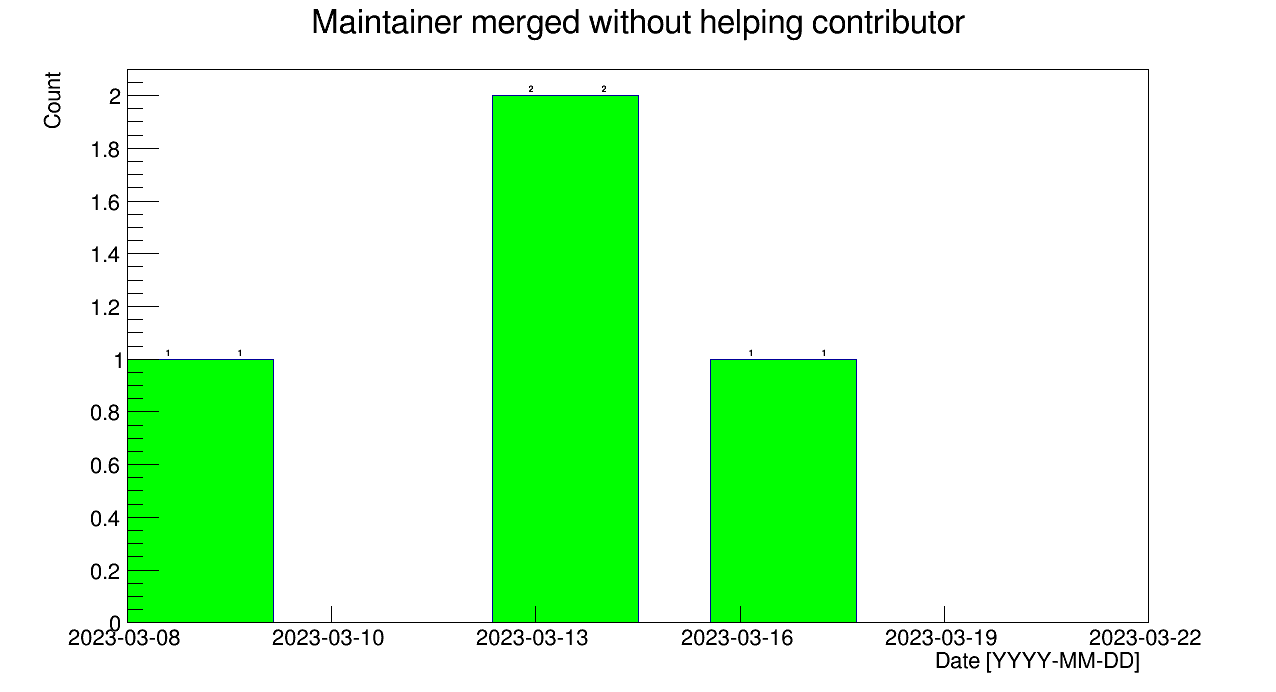 Maintainer merged without helping contributor
Count
2
1.8
1.6
1.4
1.2
1
0.8
0.6
0.4
0.2
0
1 1 2 2 1 1
2023-03-08 2023-03-10 2023-03-13 2023-03-16 2023-03-19 2023-03-22
Date [YYYY-MM-DD]